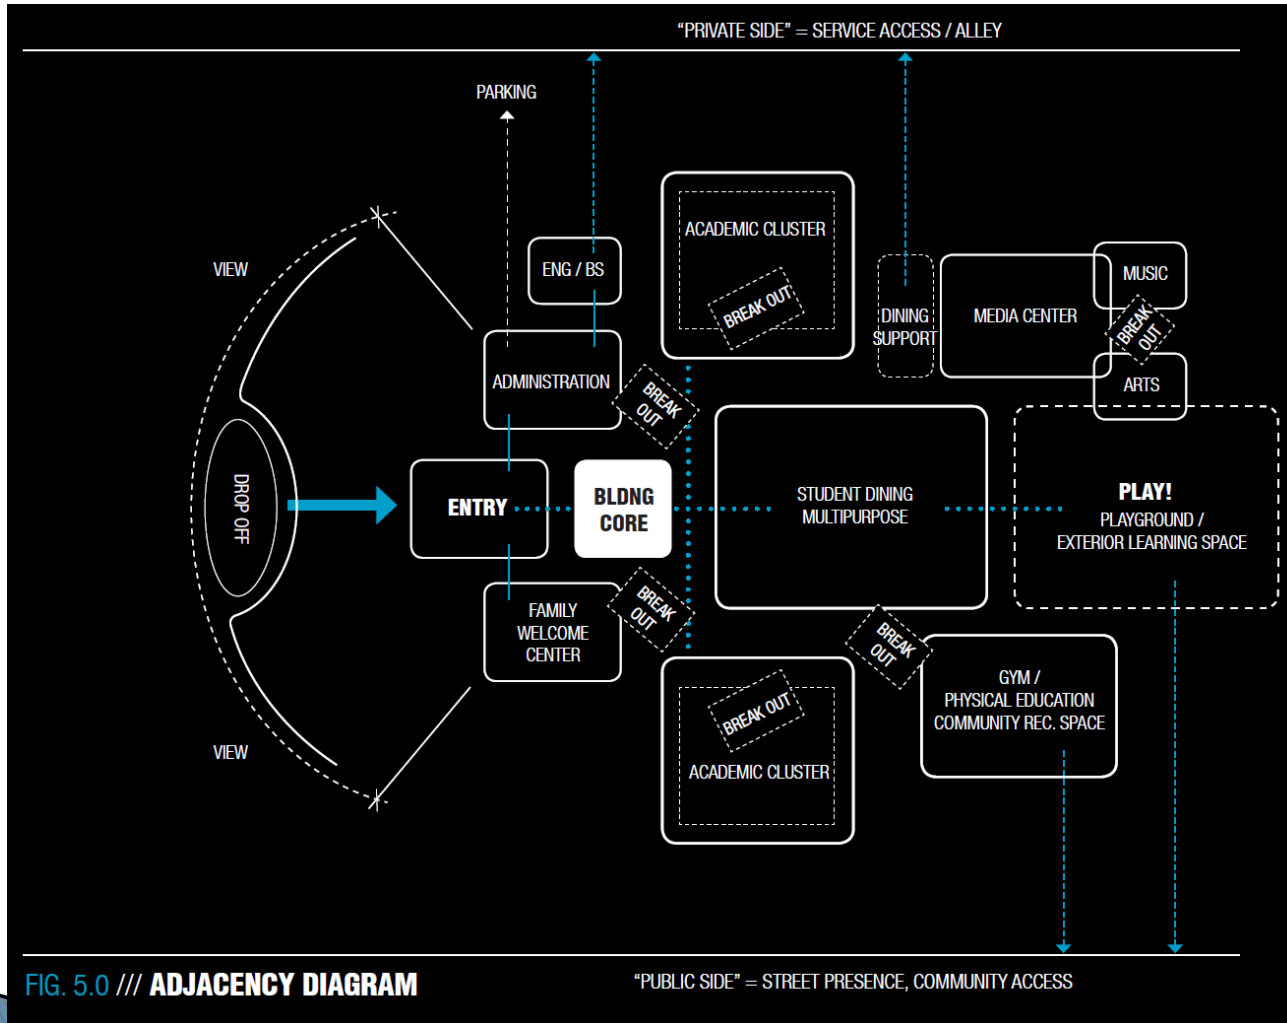 “PRIVATE SIDE” = SERVICE ACCESS / ALLEY
PARKING
VIEW
ENG / BS
ACADEMIC CLUSTER
BREAK OUT
DINING
SUPPORT
MEDIA CENTER
MUSIC
BREAK
OUT
ARTS
ADMINISTRATION
BREAK
OUT
DROP OFF
ENTRY
BLDNG
CORE
STUDENT DINING
MULTIPURPOSE
PLAY!
PLAYGROUND /
EXTERIOR LEARNING SPACE
FAMILY
WELCOME
CENTER
BREAK
OUT
BREAK
OUT
GYM /
PHYSICAL EDUCATION
COMMUNITY REC. SPACE
VIEW
BREAK OUT
ACADEMIC CLUSTER
FIG. 5.0 /// ADJACENCY DIAGRAM
“PUBLIC SIDE” = STREET PRESENCE, COMMUNITY ACCESS